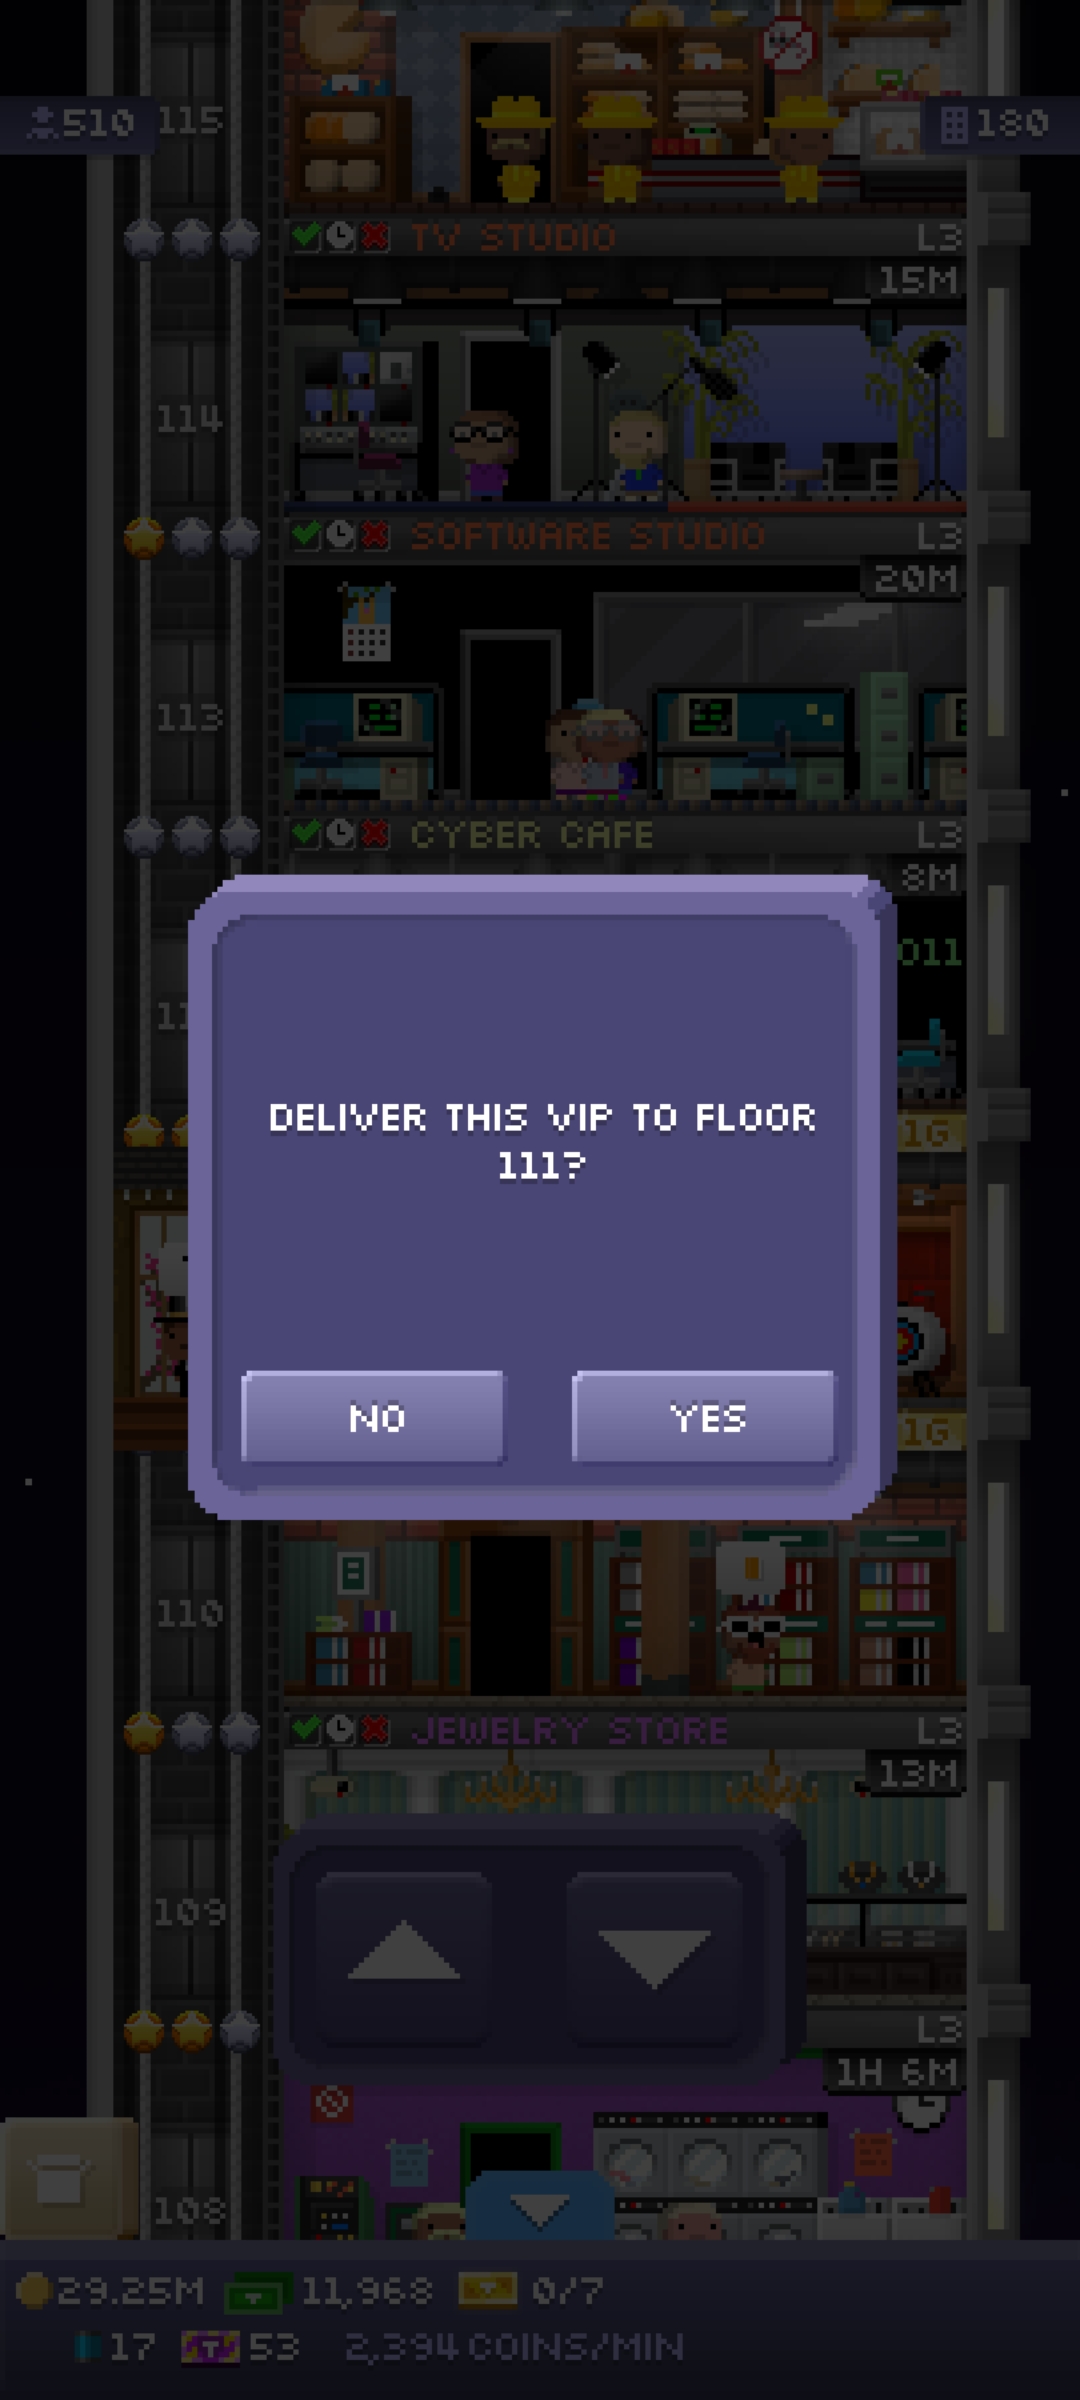 510
115
180
TV STUDIO
L3
15M
114
SOFTWARE STUDIO
L3
20M
113
CYBER CAFE
L3
8M
011
1G
DELIVER THIS VIP TO FLOOR
111?
NO
YES
1G
110
JEWELRY STORE
L3
13M
109
L3
1H 6M
108
29.25M
11,968
0/7
17
T
53
2,394 COINS/MIN